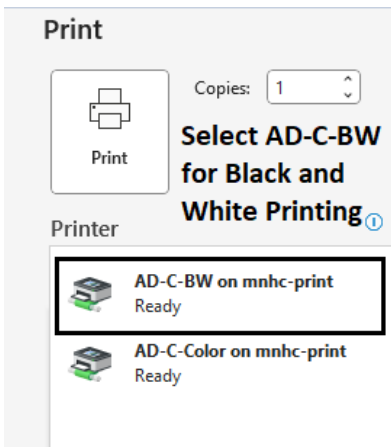 Print
Print
Copies: 1
Select AD-C-BW
for Black and
White Printing
Printer
AD-C-BW on mnhc-print
Ready
AD-C-Color on mnhc-print
Ready